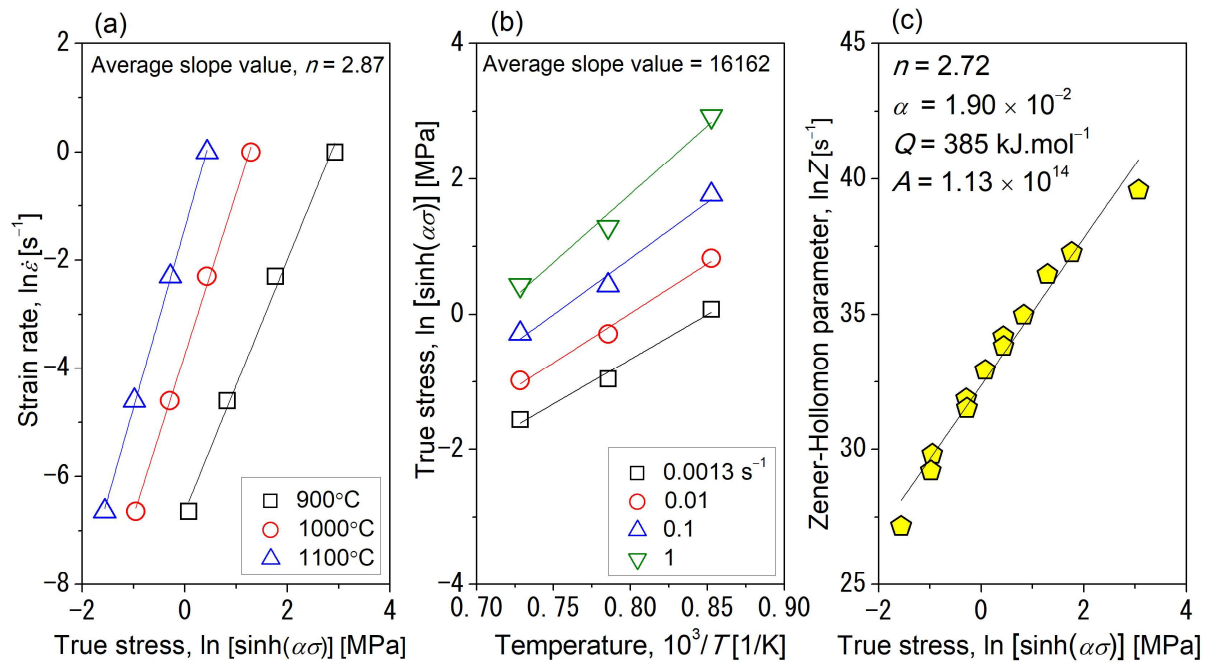 (a)
Average slope value, n = 2.87
Strain rate, lnε̇ [s⁻¹]
2
0
−2
−4
−6
−8
900°C
1000°C
1100°C
−2
0
2
4
True stress, ln [sinh(ασ)] [MPa]
(b)
Average slope value = 16162
True stress, ln [sinh(ασ)] [MPa]
4
2
0
−2
−4
0.0013 s⁻¹
0.01
0.1
1
0.70
0.80
0.85
0.90
Temperature, 10³/T [1/K]
(c)
n = 2.72
α = 1.90 × 10⁻²
Q = 385 kJ.mol⁻¹
A = 1.13 × 10¹⁴
Zener-Hollomon parameter, lnZ [s⁻¹]
45
40
35
30
25
−2
0
2
4
True stress, ln [sinh(ασ)] [MPa]